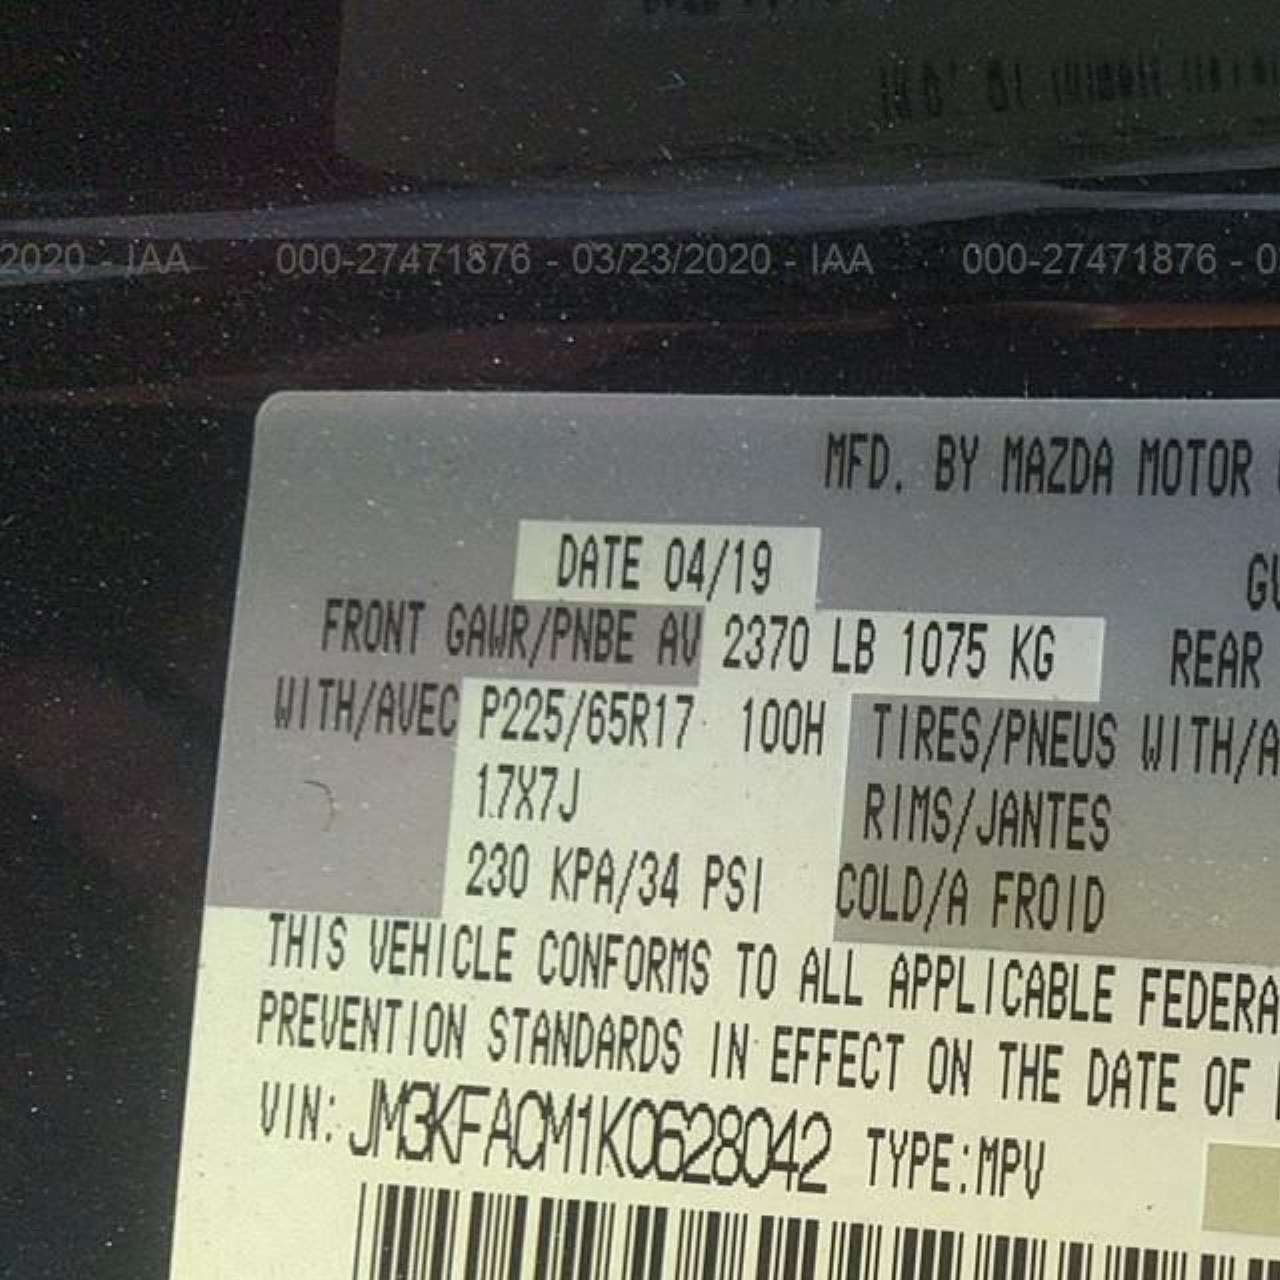 2020 - IAA 000-27471876 - 03/23/2020 - IAA 000-27471876 - 0
MFD. BY MAZDA MOTOR
DATE 04/19
FRONT GAWR/PNBE AV 2370 LB 1075 KG REAR
WITH/AVEC P225/65R17 100H TIRES/PNEUS WITH/A
17X7J RIMS/JANTES
230 KPA/34 PSI COLD/A FROID
THIS VEHICLE CONFORMS TO ALL APPLICABLE FEDERA
PREVENTION STANDARDS IN EFFECT ON THE DATE OF
VIN: JM3KFACM1K0628042 TYPE:MPV